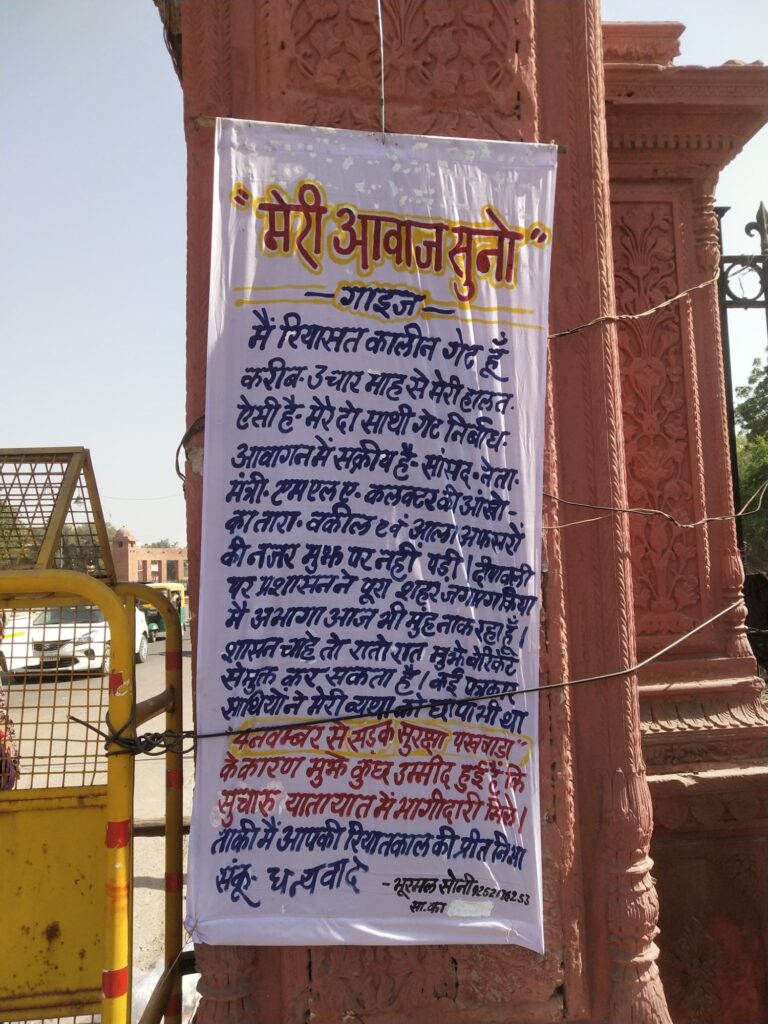 "मेरी आवाज सुनो"
गाइज
मैं रियासत कालीन गेट हूँ
करीब- 3 चार माह से मेरी हालत-
ऐसी है- मेरे दो साथी गेट निर्बाध-
आवागन में सक्रीय है- सांसद- नेता-
मंत्री- एमएलए- कलक्टर की आंखो-
का तारा- वकील एवं आला अफसरों
की नजर मुझ पर नहीं पड़ी। दीपावली
पर प्रशासन ने पूरा शहर जगमग किया
मैं अभागा आज भी मुह ताक रहा हूँ।
शासन चाहे तो रातो रात मुझे बेरिकेट
से मुक्त कर सकता है। कई पत्रकार
साथियों ने मेरी व्यथा को छापा भी था
"4 नवम्बर से सड़क सुरक्षा पखवाडा"
के कारण मुझे कुछ उम्मीद हुई है कि
सुचारु यातायात में भागीदारी मिले।
ताकी मैं आपकी रियातकाल की प्रीत निभा
संकू- धन्यवाद
- भूरमल सोनी
सा. का